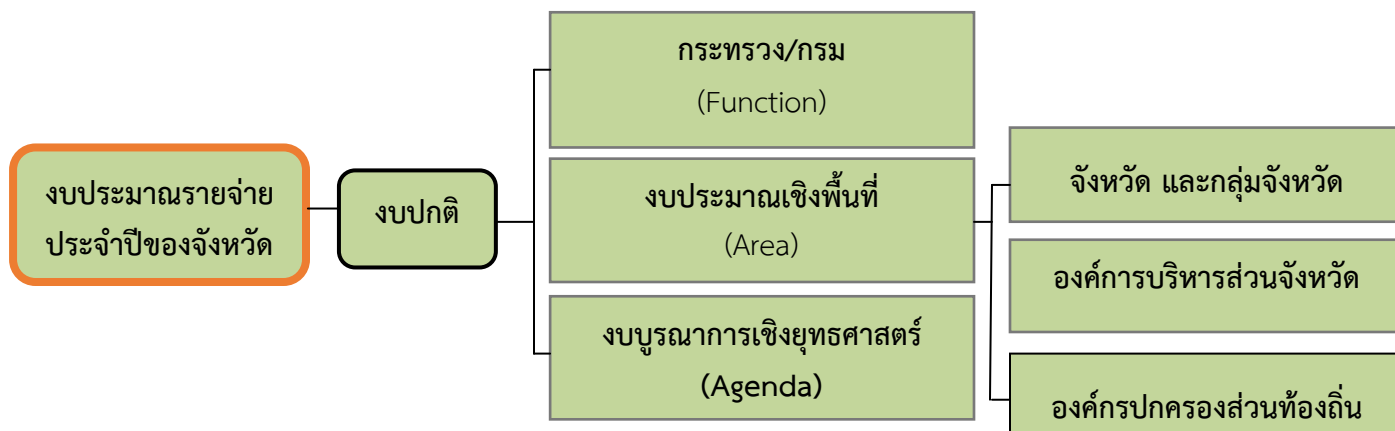 งบประมาณรายจ่าย
ประจำปีของจังหวัด
งบปกติ
กระทรวง/กรม
(Function)
งบประมาณเชิงพื้นที่
(Area)
งบบูรณาการเชิงยุทธศาสตร์
(Agenda)
จังหวัด และกลุ่มจังหวัด
องค์การบริหารส่วนจังหวัด
องค์กรปกครองส่วนท้องถิ่น